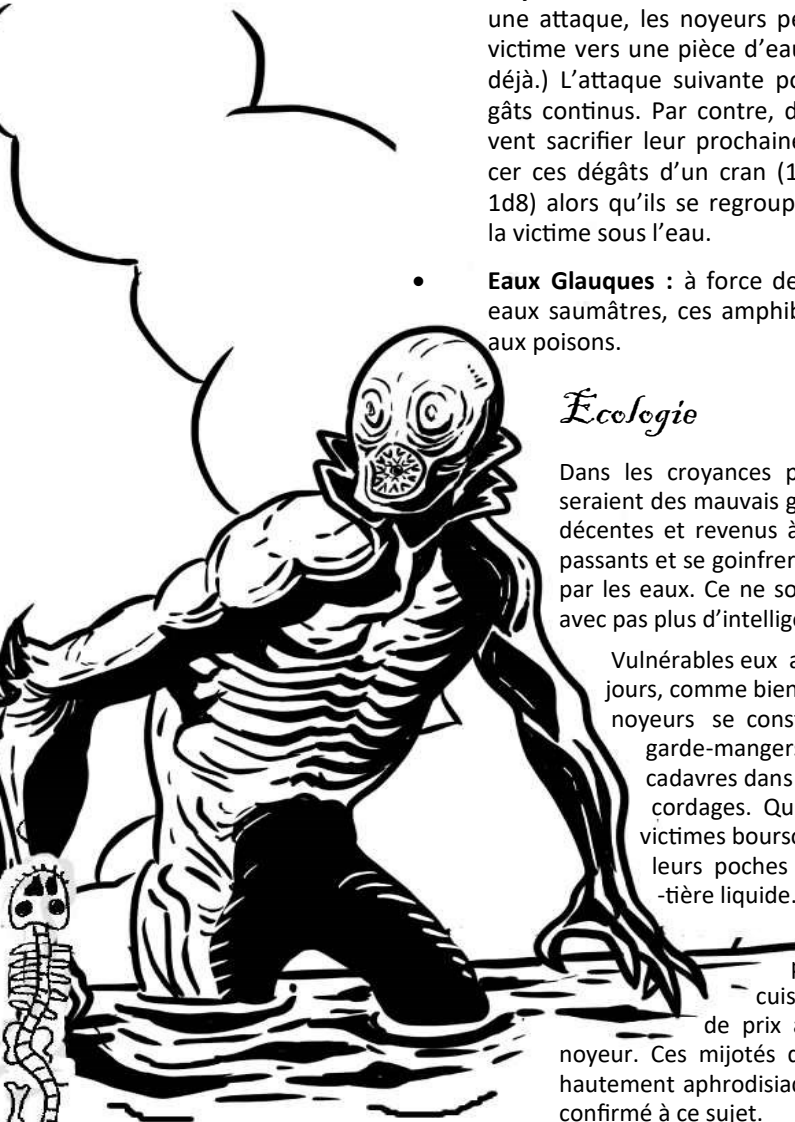 une attaque, les noyeurs pe
victime vers une pièce d'eau
déjà.) L'attaque suivante po
gâts continus. Par contre, d
vent sacrifier leur prochaine
cer ces dégâts d'un cran (1
1d8) alors qu'ils se regroup
la victime sous l'eau.
• Eaux Glauques : à force de
eaux saumâtres, ces amphib
aux poisons.
Écologie
Dans les croyances p
seraient des mauvais g
décentes et revenus à
passants et se goinfrer
par les eaux. Ce ne so
avec pas plus d'intellige
Vulnérables eux a
jours, comme bien
noyeurs se const
garde-mangers
cadavres dans
cordages. Qu
victimes bourso
leurs poches
-tière liquide.
p
cuis
de prix a
noyeur. Ces mijotés d
hautement aphrodisiac
confirmé à ce sujet.